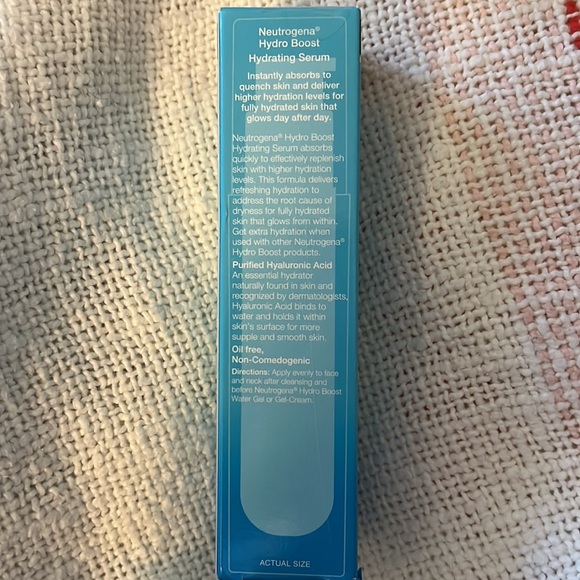 Neutrogena®
Hydro Boost
Hydrating Serum
Instantly absorbs to
quench skin and deliver
higher hydration levels for
fully hydrated skin that
glows day after day.
Neutrogena® Hydro Boost
Hydrating Serum absorbs
quickly to effectively replenish
skin with higher hydration
levels. This formula delivers
refreshing hydration to
address the root cause of
dryness for fully hydrated
skin that glows from within.
Get extra hydration when
used with other Neutrogena®
Hydro Boost products.
Purified Hyaluronic Acid
An essential hydrator
naturally found in skin and
recognized by dermatologists,
Hyaluronic Acid binds to
water and holds it within
skin's surface for more
supple and smooth skin.
Oil free,
Non-Comedogenic
Directions: Apply evenly to face
and neck after cleansing and
before Neutrogena® Hydro Boost
Water Gel or Gel-Cream.
ACTUAL SIZE